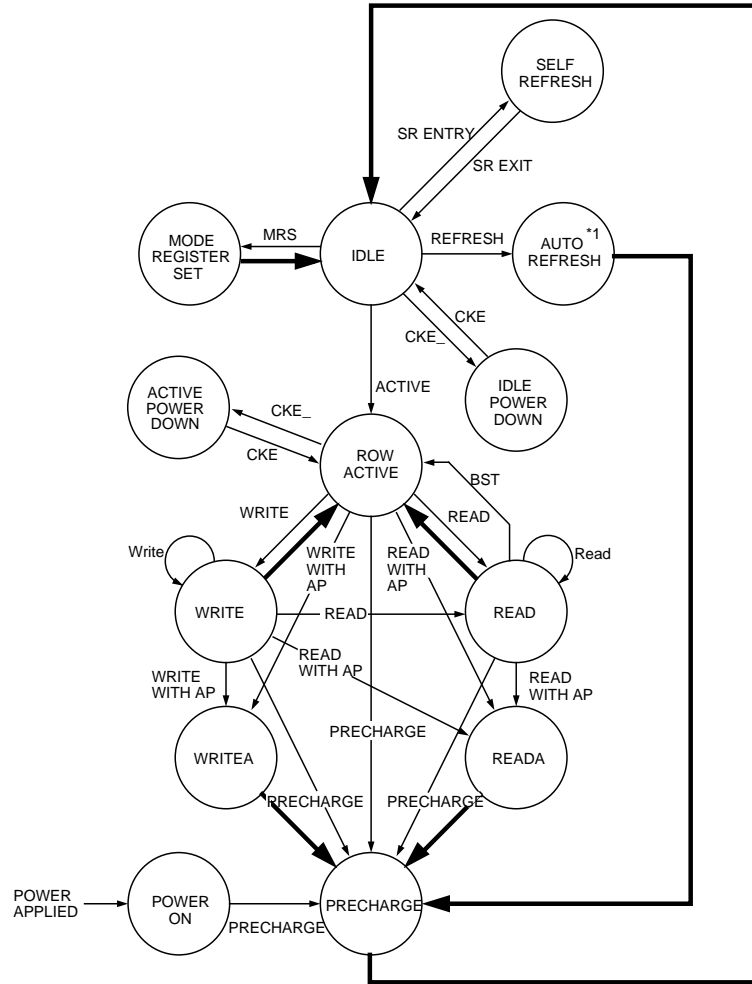 SELF
REFRESH
SR ENTRY
SR EXIT
MODE
REGISTER
SET
MRS
IDLE
REFRESH
AUTO *1
REFRESH
CKE
CKE_
IDLE
POWER
DOWN
ACTIVE
ACTIVE
POWER
DOWN
CKE_
CKE
ROW
ACTIVE
BST
WRITE
READ
Write
WRITE
WITH
AP
READ
WITH
AP
Read
WRITE
READ
READ
READ
WITH AP
WRITE
WITH AP
READ
WITH AP
PRECHARGE
WRITEA
READA
PRECHARGE
PRECHARGE
POWER
APPLIED
POWER
ON
PRECHARGE
PRECHARGE